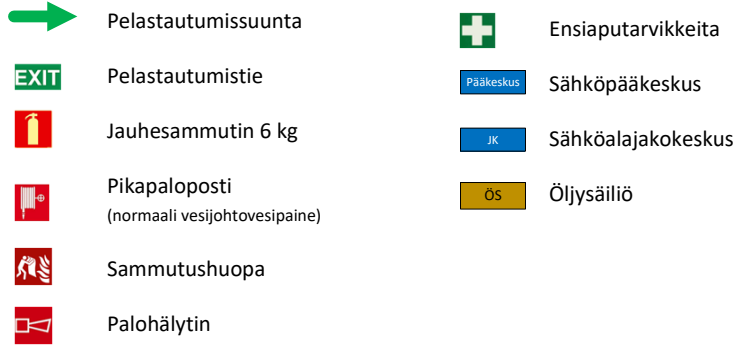 Pelastautumissuunta
EXIT Pelastautumistie
Jauhesammutin 6 kg
Pikapaloposti
(normaali vesijohtovesipaine)
Sammutushuopa
Palohälytin
Ensiaputarvikkeita
Pääkeskus Sähköpääkeskus
JK Sähköalajakokeskus
ÖS Öljysäiliö